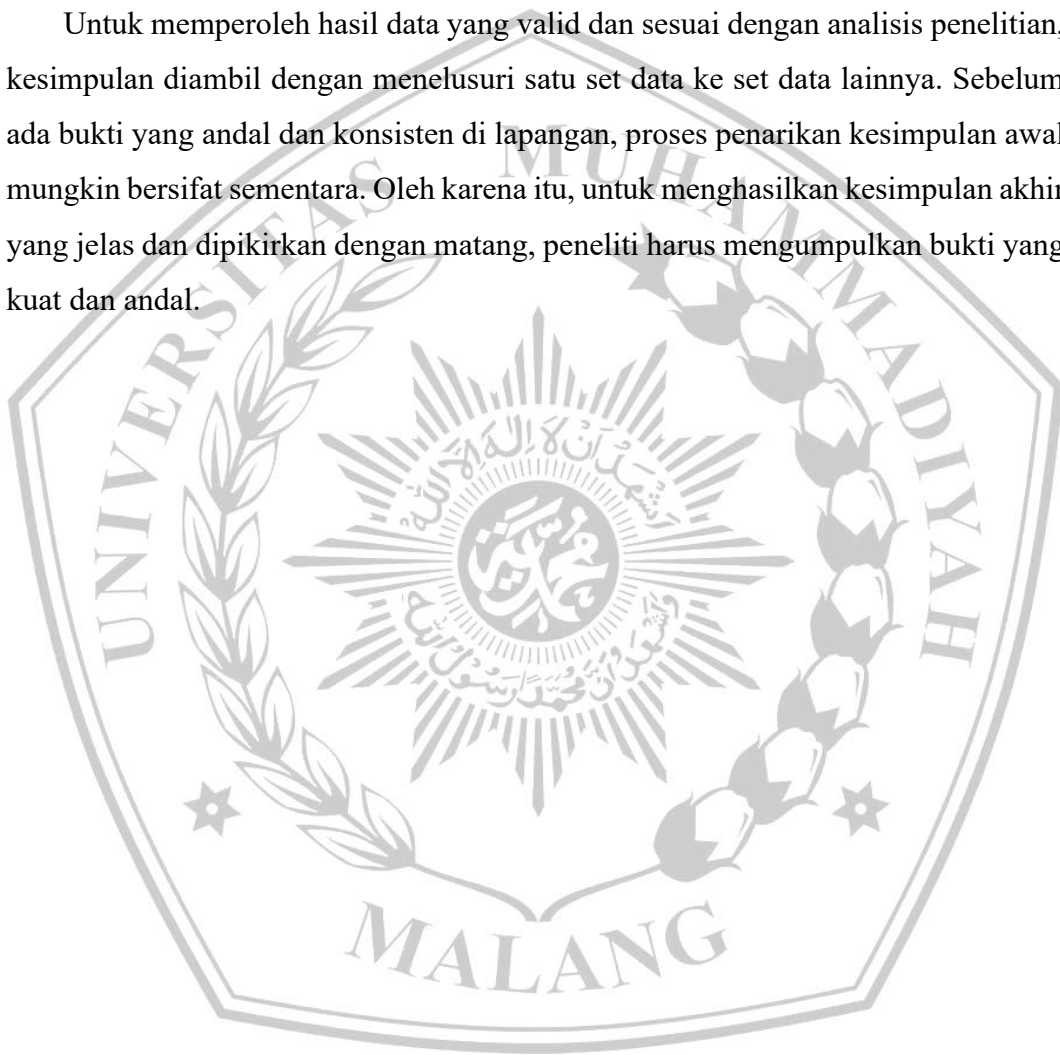 Untuk memperoleh hasil data yang valid dan sesuai dengan analisis penelitian,
kesimpulan diambil dengan menelusuri satu set data ke set data lainnya. Sebelum
ada bukti yang andal dan konsisten di lapangan, proses penarikan kesimpulan awal
mungkin bersifat sementara. Oleh karena itu, untuk menghasilkan kesimpulan akhir
yang jelas dan dipikirkan dengan matang, peneliti harus mengumpulkan bukti yang
kuat dan andal.
UNIVERSITAS MUHAMMADIYAH
MALANG